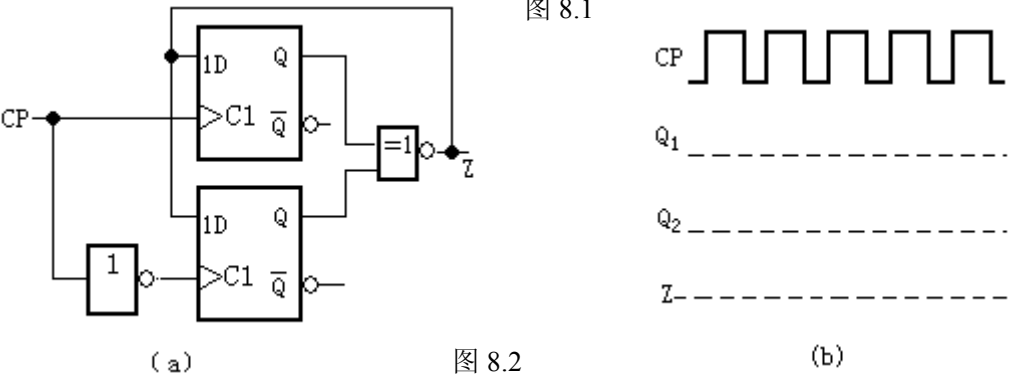 图 8.1
1D Q
CP
C1 Q̅
=1
Z
1D Q
1
C1 Q̅
(a)
图 8.2
CP
Q₁
Q₂
Z
(b)